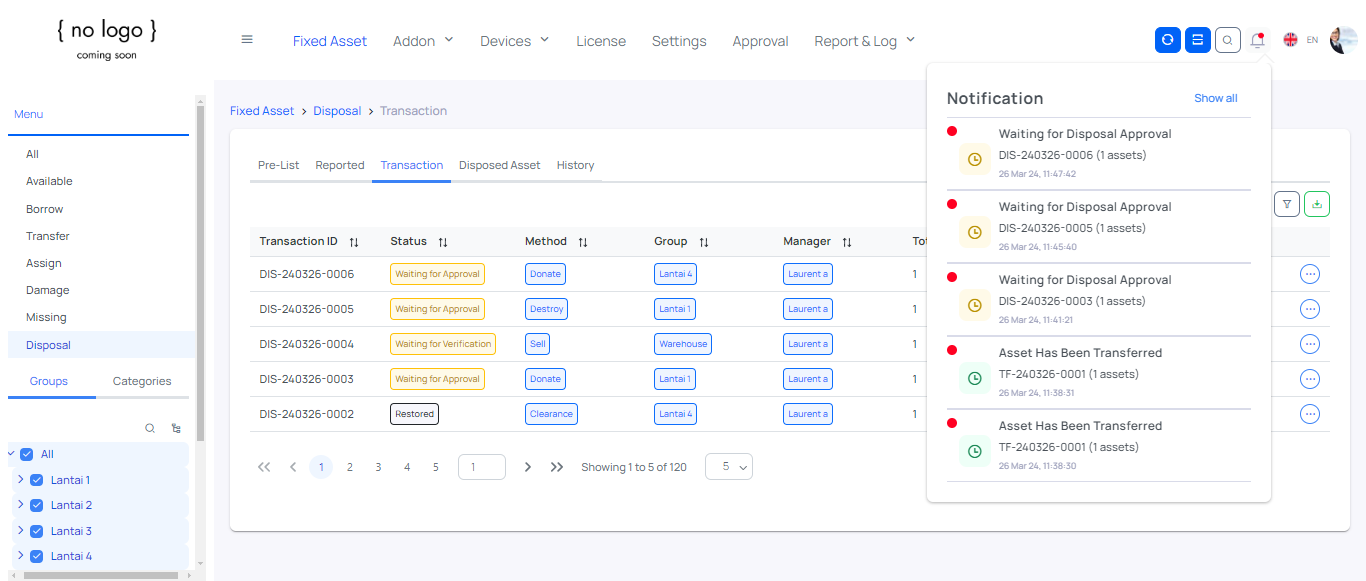 { no logo }
coming soon
Fixed Asset Addon Devices License Settings Approval Report & Log EN
Menu
All
Available
Borrow
Transfer
Assign
Damage
Missing
Disposal
Groups Categories
All
Lantai 1
Lantai 2
Lantai 3
Lantai 4
Fixed Asset > Disposal > Transaction
Pre-List Reported Transaction Disposed Asset History
Transaction ID Status Method Group Manager Tot
DIS-240326-0006 Waiting for Approval Donate Lantai 4 Laurent a 1
DIS-240326-0005 Waiting for Approval Destroy Lantai 1 Laurent a 1
DIS-240326-0004 Waiting for Verification Sell Warehouse Laurent a 1
DIS-240326-0003 Waiting for Approval Donate Lantai 1 Laurent a 1
DIS-240326-0002 Restored Clearance Lantai 4 Laurent a 1
1 2 3 4 5 1 Showing 1 to 5 of 120 5
Notification Show all
Waiting for Disposal Approval
DIS-240326-0006 (1 assets)
26 Mar 24, 11:47:42
Waiting for Disposal Approval
DIS-240326-0005 (1 assets)
26 Mar 24, 11:45:40
Waiting for Disposal Approval
DIS-240326-0003 (1 assets)
26 Mar 24, 11:41:21
Asset Has Been Transferred
TF-240326-0001 (1 assets)
26 Mar 24, 11:38:31
Asset Has Been Transferred
TF-240326-0001 (1 assets)
26 Mar 24, 11:38:30